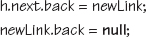 h.next.back = newLink;
newLink.back = null;